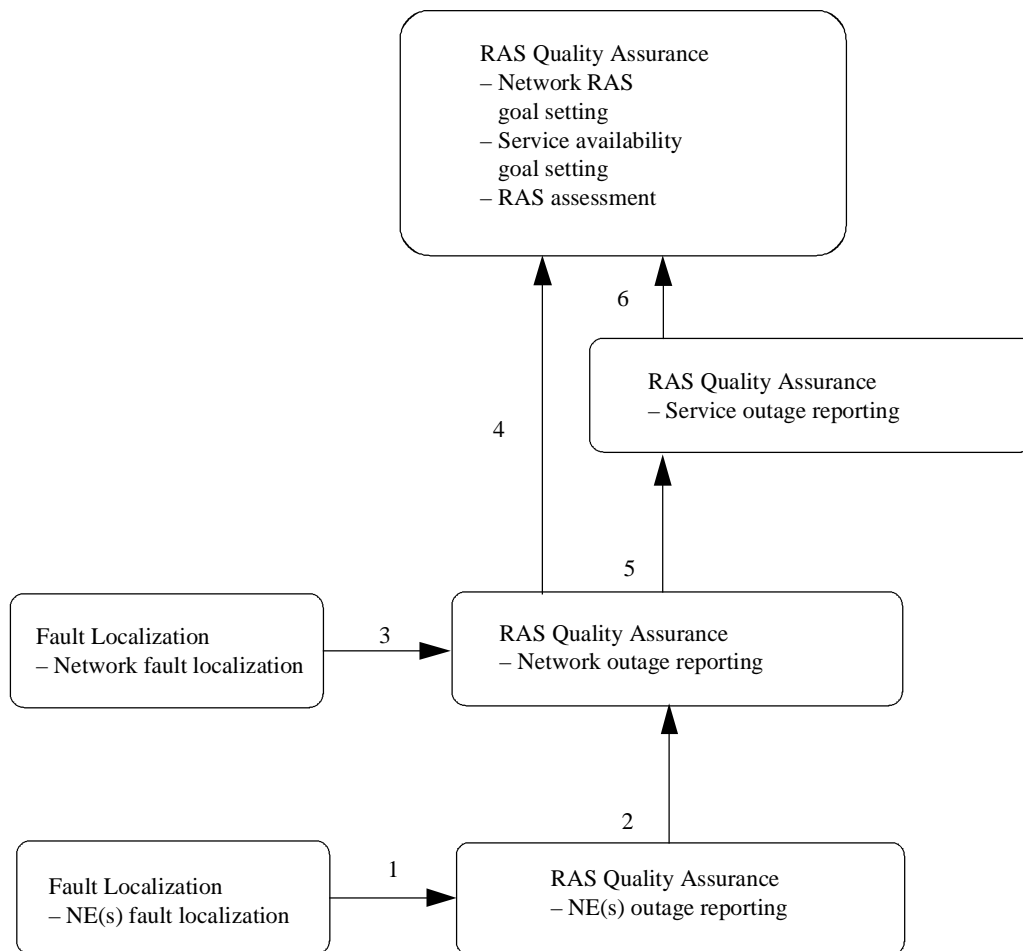 RAS Quality Assurance
– Network RAS
goal setting
– Service availability
goal setting
– RAS assessment
6
RAS Quality Assurance
– Service outage reporting
4
5
Fault Localization
– Network fault localization
3
RAS Quality Assurance
– Network outage reporting
2
Fault Localization
– NE(s) fault localization
1
RAS Quality Assurance
– NE(s) outage reporting